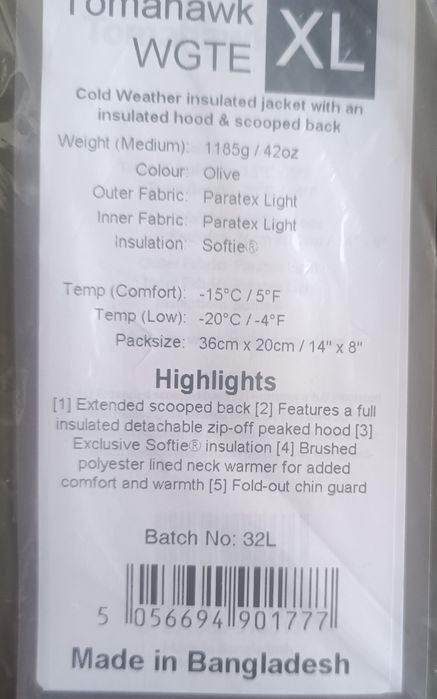 Tomahawk
WGTE
XL
Cold Weather insulated jacket with an
insulated hood & scooped back
Weight (Medium): 1185g / 42oz
Colour: Olive
Outer Fabric: Paratex Light
Inner Fabric: Paratex Light
Insulation: Softie®
Temp (Comfort): -15°C / 5°F
Temp (Low): -20°C / -4°F
Packsize: 36cm x 20cm / 14" x 8"
Highlights
[1] Extended scooped back [2] Features a full
insulated detachable zip-off peaked hood [3]
Exclusive Softie® insulation [4] Brushed
polyester lined neck warmer for added
comfort and warmth [5] Fold-out chin guard
Batch No: 32L
5 056694 901777
Made in Bangladesh